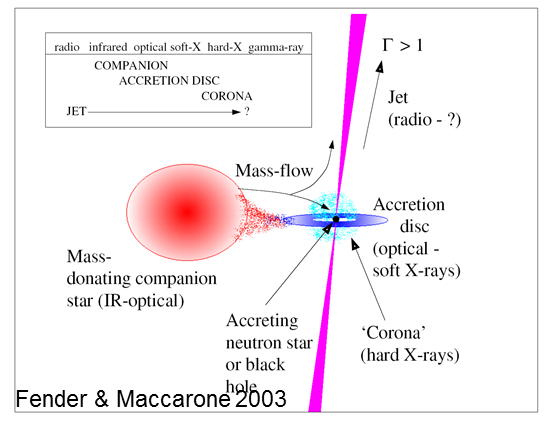 radio infrared optical soft-X hard-X gamma-ray
COMPANION
ACCRETION DISC
CORONA
JET ?
Γ > 1
Jet
(radio - ?)
Mass-flow
Accretion
disc
(optical -
soft X-rays)
Mass-
donating companion
star (IR-optical)
Accreting
neutron star
or black
hole
‘Corona’
(hard X-rays)
Fender & Maccarone 2003